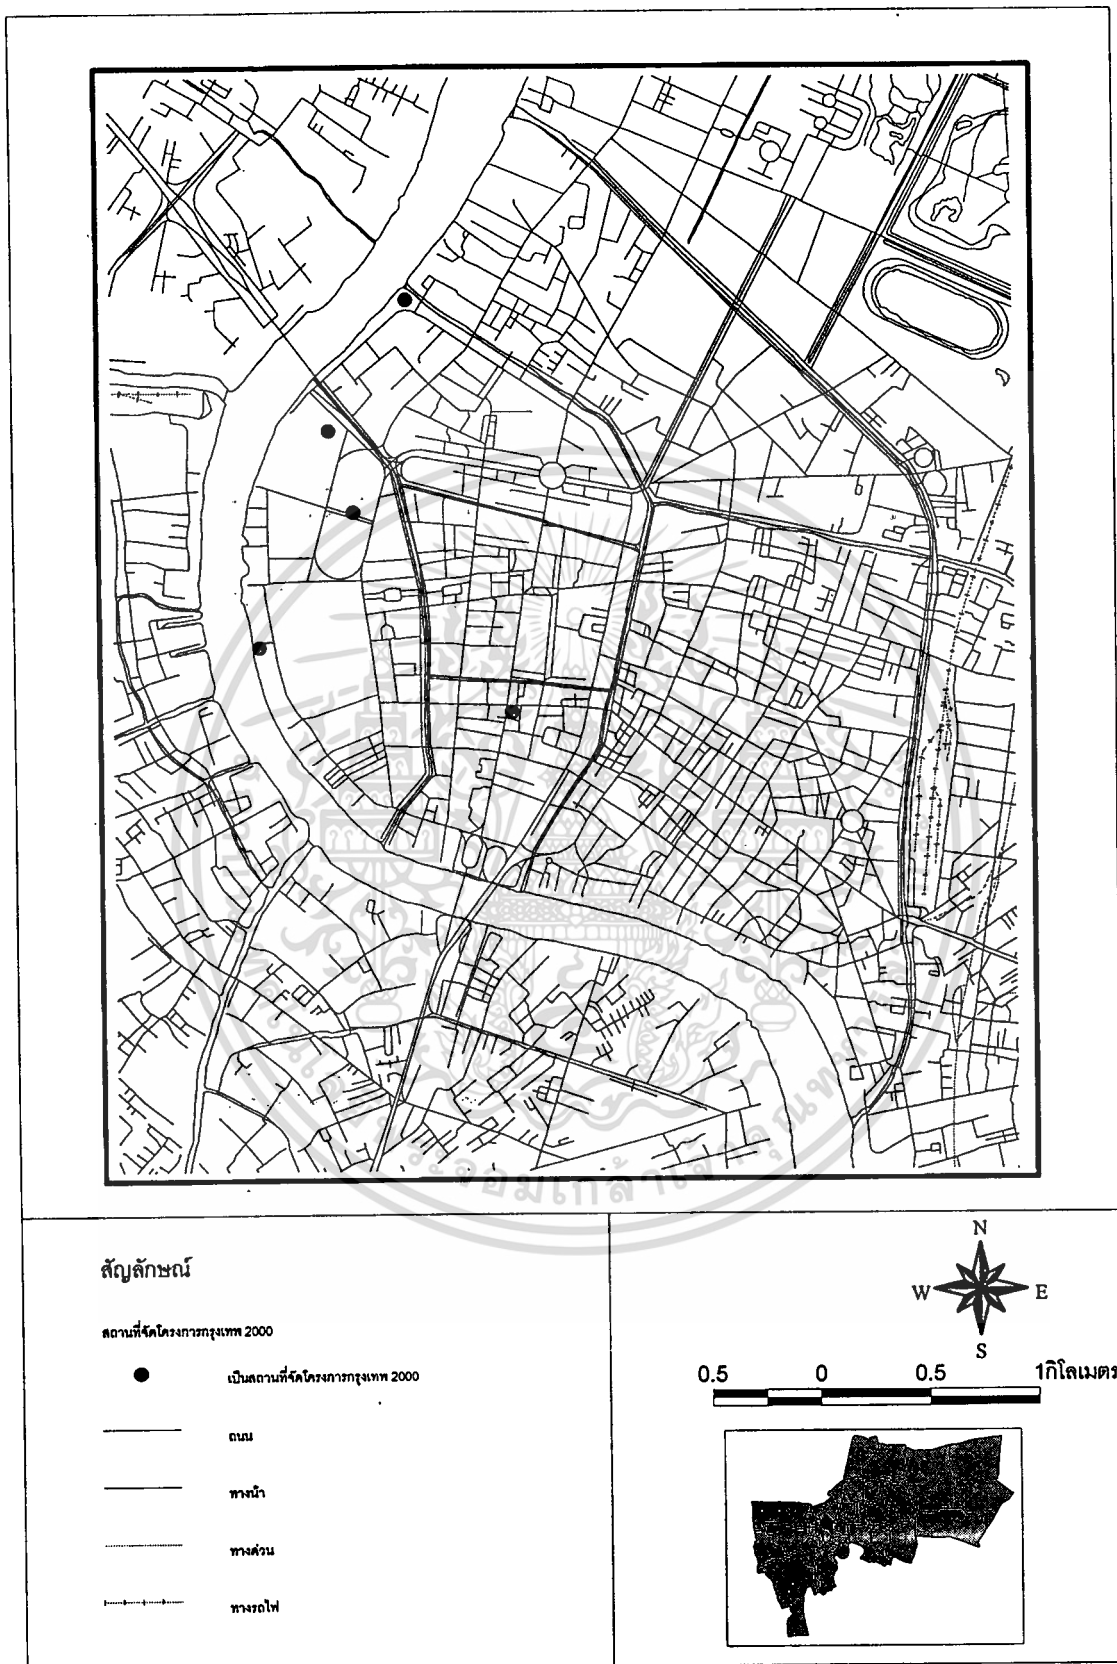 สัญลักษณ์
สถานที่จัดโครงการกรุงเทพ 2000
เป็นสถานที่จัดโครงการกรุงเทพ 2000
ถนน
ทางน้ำ
ทางด่วน
ทางรถไฟ
N
W E
S
0.5 0 0.5 1กิโลเมตร